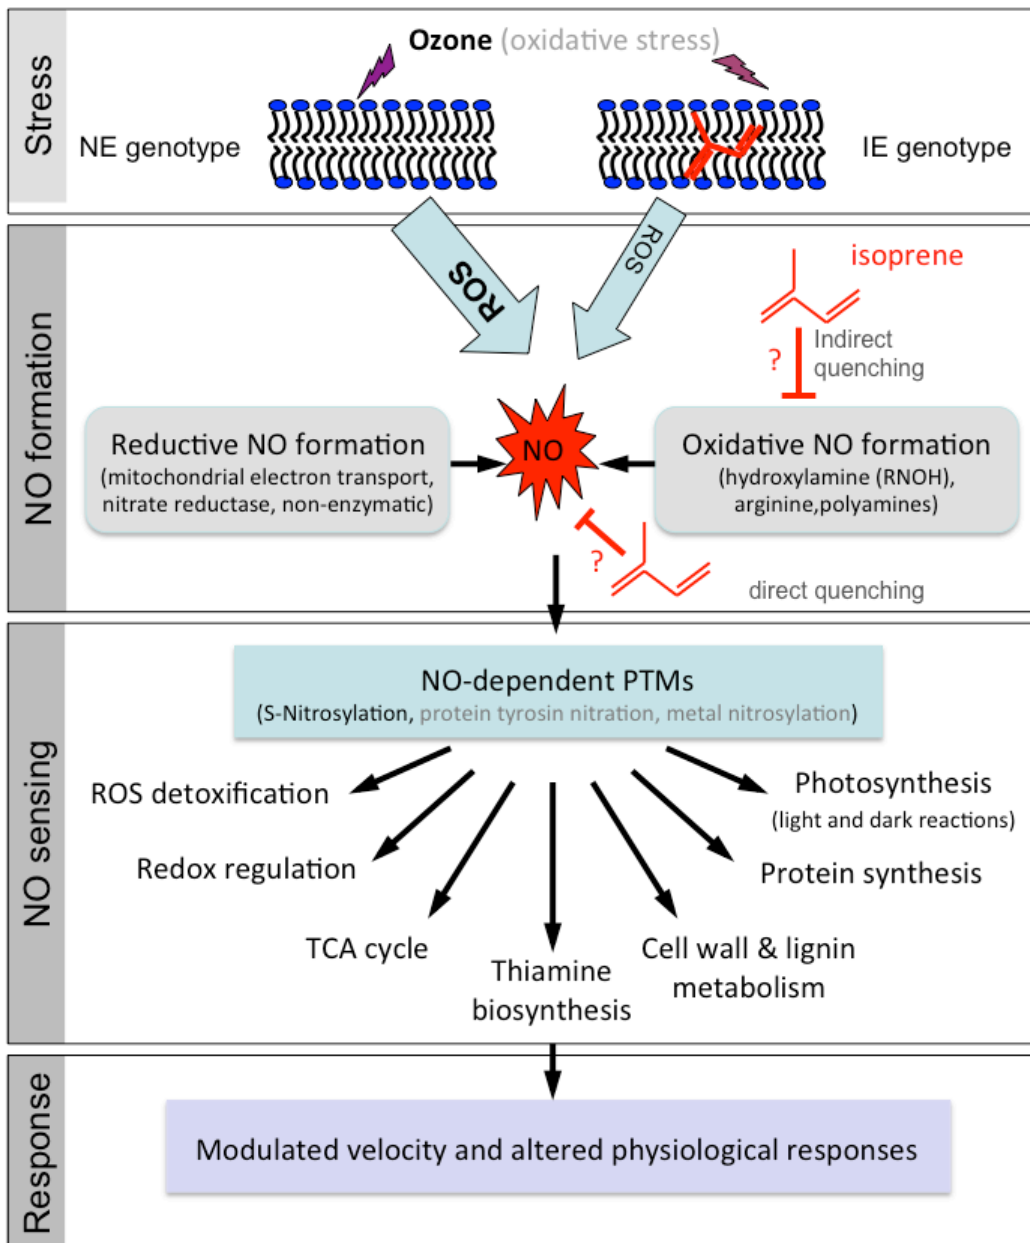 Stress
Ozone (oxidative stress)
NE genotype
IE genotype
NO formation
ROS
ROS
isoprene
?
Indirect
quenching
Reductive NO formation
(mitochondrial electron transport,
nitrate reductase, non-enzymatic)
NO
Oxidative NO formation
(hydroxylamine (RNOH),
arginine,polyamines)
?
direct quenching
NO sensing
NO-dependent PTMs
(S-Nitrosylation, protein tyrosin nitration, metal nitrosylation)
ROS detoxification
Redox regulation
TCA cycle
Thiamine
biosynthesis
Cell wall & lignin
metabolism
Protein synthesis
Photosynthesis
(light and dark reactions)
Response
Modulated velocity and altered physiological responses